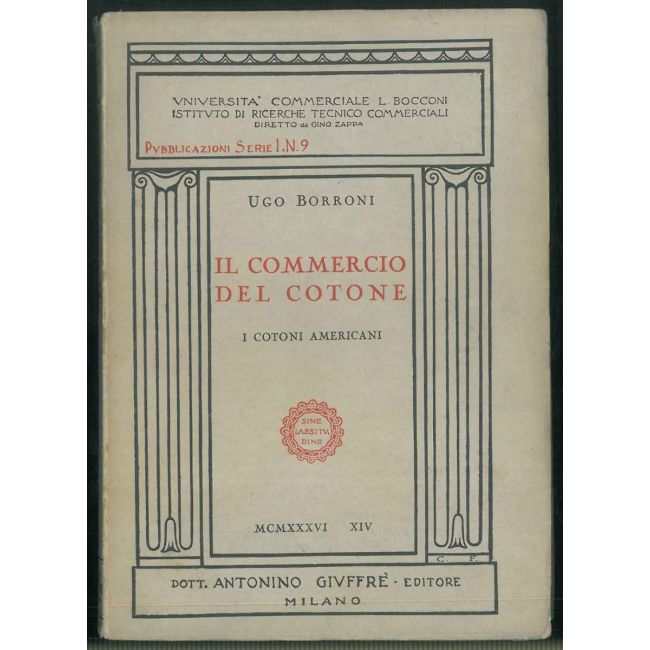 VNIVERSITA' COMMERCIALE L. BOCCONI
ISTITVTO DI RICERCHE TECNICO COMMERCIALI
DIRETTO da GINO ZAPPA
PVBBLICAZIONI SERIE I. N. 9
UGO BORRONI
IL COMMERCIO
DEL COTONE
I COTONI AMERICANI
SINE
LASSITV
DINE
MCMXXXVI XIV
C. F.
DOTT. ANTONINO GIVFFRÈ - EDITORE
MILANO